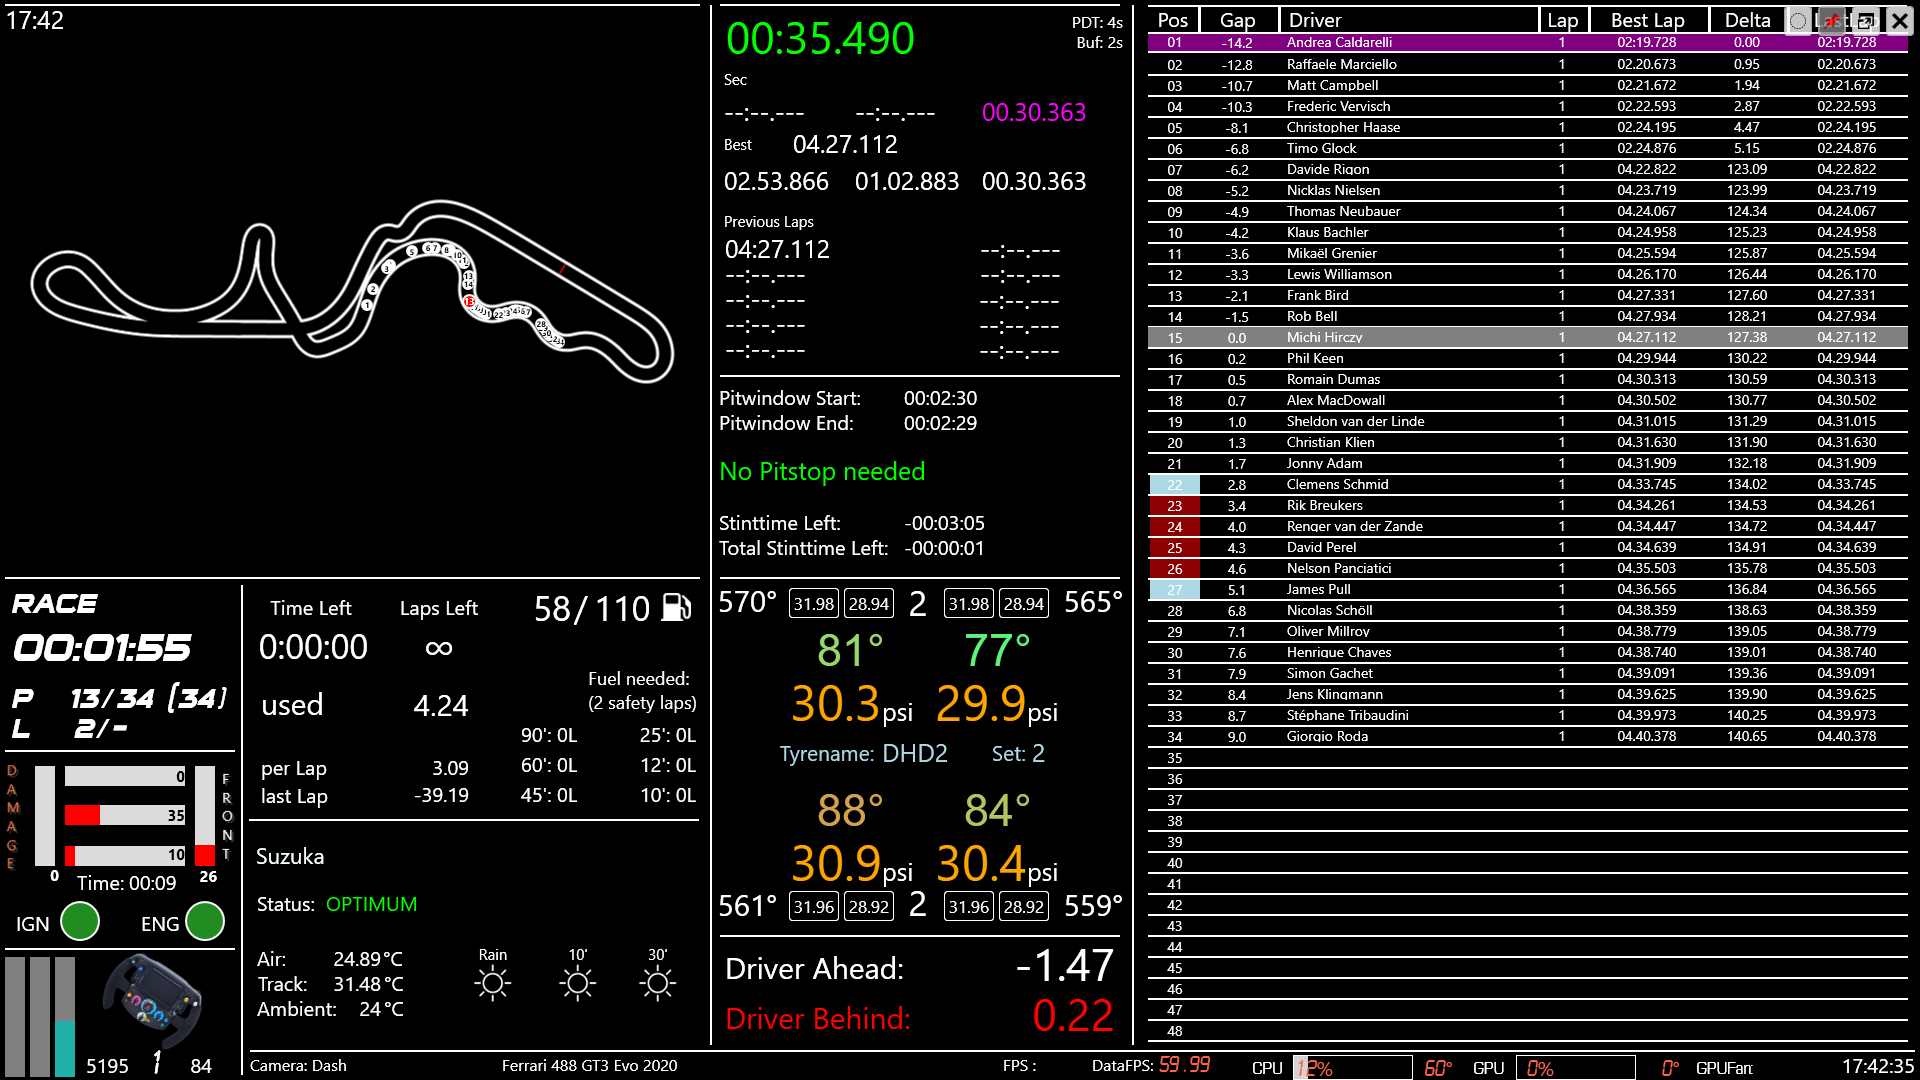 17:42
00:35.490
PDT: 4s
Buf: 2s
Sec
--:--.--- --:--.--- 00.30.363
Best 04.27.112
02.53.866 01.02.883 00.30.363
Previous Laps
04:27.112 --:--.---
--:--.--- --:--.---
--:--.--- --:--.---
--:--.--- --:--.---
--:--.--- --:--.---
Pitwindow Start: 00:02:30
Pitwindow End: 00:02:29
No Pitstop needed
Stinttime Left: -00:03:05
Total Stinttime Left: -00:00:01
570° 31.98 28.94 2 31.98 28.94 565°
81° 77°
30.3psi 29.9psi
Tyrename: DHD2 Set: 2
88° 84°
30.9psi 30.4psi
561° 31.96 28.92 2 31.96 28.92 559°
Driver Ahead: -1.47
Driver Behind: 0.22
RACE
00:01:55
P 13/34 (34)
L 2/-
DAMAGE
FRONT
0
35
10
0 Time: 00:09 26
IGN ENG
5195 1 84
Time Left Laps Left 58/110
0:00:00 ∞
used 4.24
Fuel needed:
(2 safety laps)
90': 0L 25': 0L
per Lap 3.09 60': 0L 12': 0L
last Lap -39.19 45': 0L 10': 0L
Suzuka
Status: OPTIMUM
Air: 24.89°C
Track: 31.48°C
Ambient: 24°C
Rain 10' 30'
Pos Gap Driver Lap Best Lap Delta
01 -14.2 Andrea Caldarelli 1 02:19.728 0.00 02:19.728
02 -12.8 Raffaele Marciello 1 02.20.673 0.95 02.20.673
03 -10.7 Matt Campbell 1 02.21.672 1.94 02.21.672
04 -10.3 Frederic Vervisch 1 02.22.593 2.87 02.22.593
05 -8.1 Christopher Haase 1 02.24.195 4.47 02.24.195
06 -6.8 Timo Glock 1 02.24.876 5.15 02.24.876
07 -6.2 Davide Rigon 1 04.22.822 123.09 04.22.822
08 -5.2 Nicklas Nielsen 1 04.23.719 123.99 04.23.719
09 -4.9 Thomas Neubauer 1 04.24.067 124.34 04.24.067
10 -4.2 Klaus Bachler 1 04.24.958 125.23 04.24.958
11 -3.6 Mikaël Grenier 1 04.25.594 125.87 04.25.594
12 -3.3 Lewis Williamson 1 04.26.170 126.44 04.26.170
13 -2.1 Frank Bird 1 04.27.331 127.60 04.27.331
14 -1.5 Rob Bell 1 04.27.934 128.21 04.27.934
15 0.0 Michi Hirczy 1 04.27.112 127.38 04.27.112
16 0.2 Phil Keen 1 04.29.944 130.22 04.29.944
17 0.5 Romain Dumas 1 04.30.313 130.59 04.30.313
18 0.7 Alex MacDowall 1 04.30.502 130.77 04.30.502
19 1.0 Sheldon van der Linde 1 04.31.015 131.29 04.31.015
20 1.3 Christian Klien 1 04.31.630 131.90 04.31.630
21 1.7 Jonny Adam 1 04.31.909 132.18 04.31.909
22 2.8 Clemens Schmid 1 04.33.745 134.02 04.33.745
23 3.4 Rik Breukers 1 04.34.261 134.53 04.34.261
24 4.0 Renger van der Zande 1 04.34.447 134.72 04.34.447
25 4.3 David Perel 1 04.34.639 134.91 04.34.639
26 4.6 Nelson Panciatici 1 04.35.503 135.78 04.35.503
27 5.1 James Pull 1 04.36.565 136.84 04.36.565
28 6.8 Nicolas Schöll 1 04.38.359 138.63 04.38.359
29 7.1 Oliver Millroy 1 04.38.779 139.05 04.38.779
30 7.6 Henrique Chaves 1 04.38.740 139.01 04.38.740
31 7.9 Simon Gachet 1 04.39.091 139.36 04.39.091
32 8.4 Jens Klingmann 1 04.39.625 139.90 04.39.625
33 8.7 Stéphane Tribaudini 1 04.39.973 140.25 04.39.973
34 9.0 Giorgio Roda 1 04.40.378 140.65 04.40.378
35
36
37
38
39
40
41
42
43
44
45
46
47
48
Camera: Dash Ferrari 488 GT3 Evo 2020 FPS : DataFPS: 59.99 CPU 12% 60° GPU 0% 0° GPUFan: 17:42:35